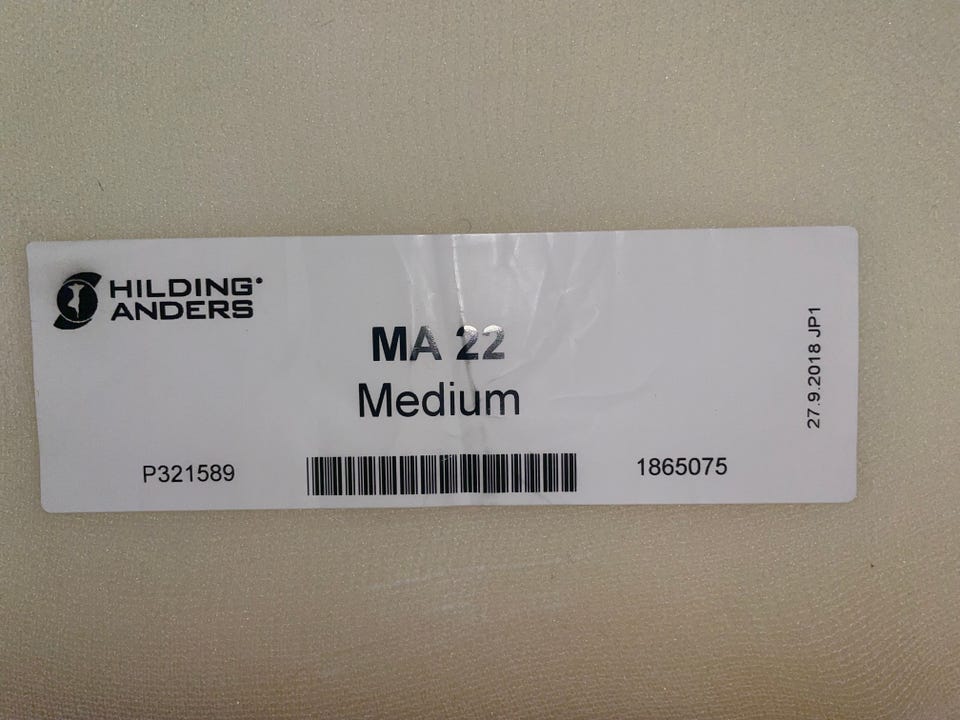 HILDING
ANDERS
MA 22
Medium
P321589
1865075
27.9.2018 JP1